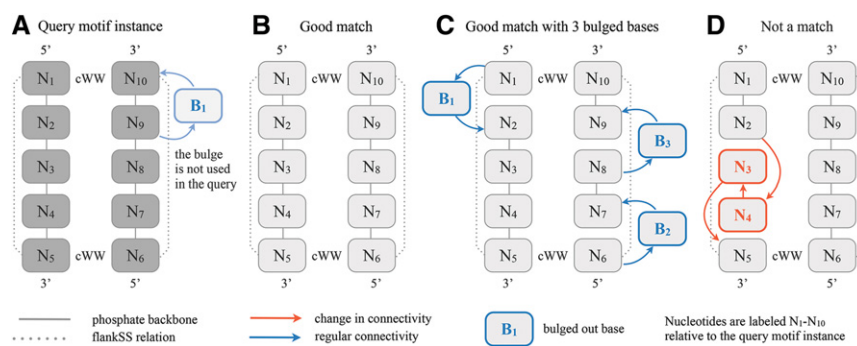 A Query motif instance
5’ 3’
N1 cWW N10
B1
N2 N9
the bulge
is not used
in the query
N3 N8
N4 N7
N5 cWW N6
3’ 5’
B Good match
5’ 3’
N1 cWW N10
N2 N9
N3 N8
N4 N7
N5 cWW N6
3’ 5’
C Good match with 3 bulged bases
5’ 3’
N1 cWW N10
B1
N2 N9
B3
N3 N8
N4 N7
B2
N5 cWW N6
3’ 5’
D Not a match
5’ 3’
N1 cWW N10
N2 N9
N3 N8
N4 N7
N5 cWW N6
3’ 5’
phosphate backbone
flankSS relation
change in connectivity
regular connectivity
B1 bulged out base
Nucleotides are labeled N1-N10
relative to the query motif instance